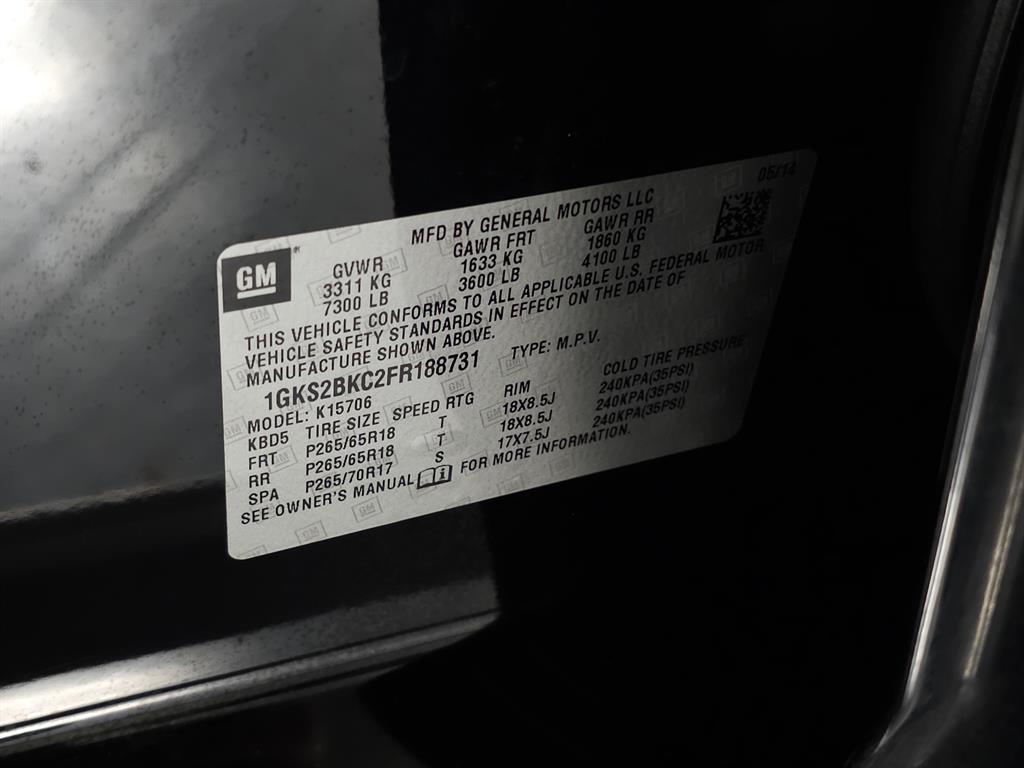 05/14
MFD BY GENERAL MOTORS LLC
GM
GVWR GAWR FRT GAWR RR
3311 KG 1633 KG 1860 KG
7300 LB 3600 LB 4100 LB
THIS VEHICLE CONFORMS TO ALL APPLICABLE U.S. FEDERAL MOTOR
VEHICLE SAFETY STANDARDS IN EFFECT ON THE DATE OF
MANUFACTURE SHOWN ABOVE.
1GKS2BKC2FR188731 TYPE: M.P.V.
MODEL: K15706
KBD5 TIRE SIZE SPEED RTG RIM COLD TIRE PRESSURE
FRT P265/65R18 T 18X8.5J 240KPA(35PSI)
RR P265/65R18 T 18X8.5J 240KPA(35PSI)
SPA P265/70R17 S 17X7.5J 240KPA(35PSI)
SEE OWNER'S MANUAL i FOR MORE INFORMATION.